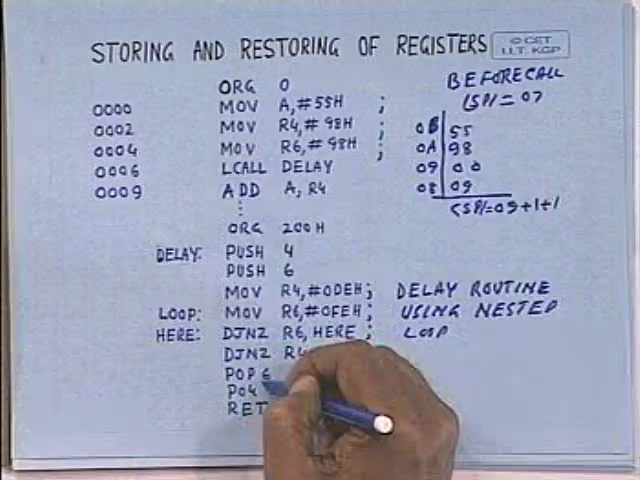 STORING AND RESTORING OF REGISTERS
© CET
I.I.T. KGP
BEFORE CALL
(SP) = 07
ORG 0
0000 MOV A,#55H ;
0002 MOV R4,#98H ;
0004 MOV R6,#98H ;
0006 LCALL DELAY
0009 ADD A, R4
⋮
0B 55
0A 98
09 00
08 09
(SP)=09+1+1
ORG 200H
DELAY: PUSH 4
PUSH 6
MOV R4,#0DEH; DELAY ROUTINE
LOOP: MOV R6,#0FEH; USING NESTED
HERE: DJNZ R6,HERE ; LOOP
DJNZ R4
POP 6
PO4
RET